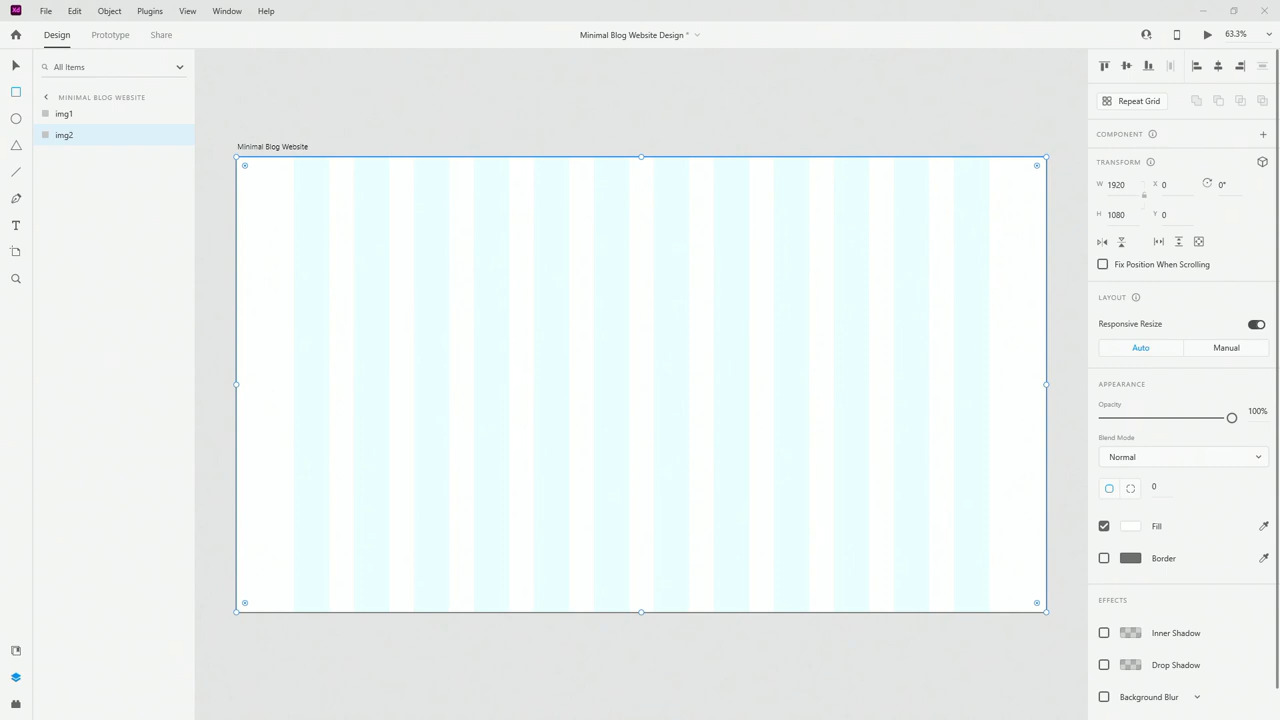 Xd File Edit Object Plugins View Window Help
Design Prototype Share Minimal Blog Website Design * 63.3%
All Items
MINIMAL BLOG WEBSITE
img1
img2
Minimal Blog Website
Repeat Grid
COMPONENT
TRANSFORM
W 1920 X 0 0°
H 1080 Y 0
Fix Position When Scrolling
LAYOUT
Responsive Resize
Auto Manual
APPEARANCE
Opacity
100%
Blend Mode
Normal
0
Fill
Border
EFFECTS
Inner Shadow
Drop Shadow
Background Blur